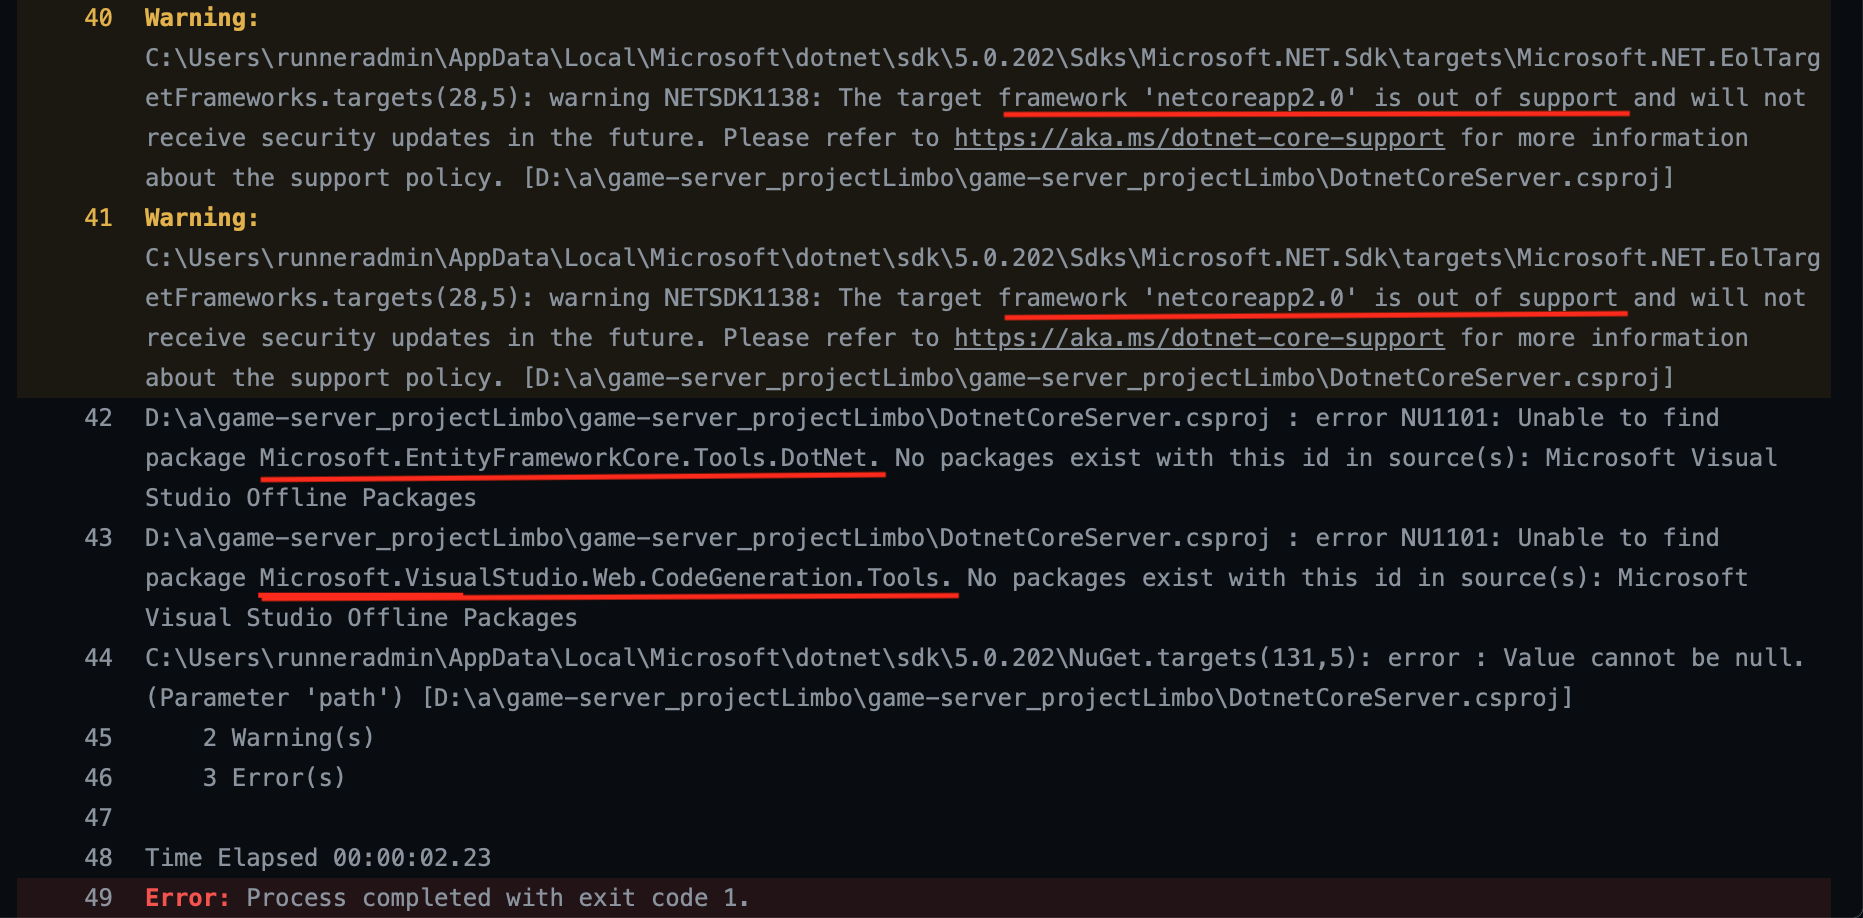 40 Warning:
C:\Users\runneradmin\AppData\Local\Microsoft\dotnet\sdk\5.0.202\Sdks\Microsoft.NET.Sdk\targets\Microsoft.NET.EolTarg
etFrameworks.targets(28,5): warning NETSDK1138: The target framework 'netcoreapp2.0' is out of support and will not
receive security updates in the future. Please refer to https://aka.ms/dotnet-core-support for more information
about the support policy. [D:\a\game-server_projectLimbo\game-server_projectLimbo\DotnetCoreServer.csproj]
41 Warning:
C:\Users\runneradmin\AppData\Local\Microsoft\dotnet\sdk\5.0.202\Sdks\Microsoft.NET.Sdk\targets\Microsoft.NET.EolTarg
etFrameworks.targets(28,5): warning NETSDK1138: The target framework 'netcoreapp2.0' is out of support and will not
receive security updates in the future. Please refer to https://aka.ms/dotnet-core-support for more information
about the support policy. [D:\a\game-server_projectLimbo\game-server_projectLimbo\DotnetCoreServer.csproj]
42 D:\a\game-server_projectLimbo\game-server_projectLimbo\DotnetCoreServer.csproj : error NU1101: Unable to find
package Microsoft.EntityFrameworkCore.Tools.DotNet. No packages exist with this id in source(s): Microsoft Visual
Studio Offline Packages
43 D:\a\game-server_projectLimbo\game-server_projectLimbo\DotnetCoreServer.csproj : error NU1101: Unable to find
package Microsoft.VisualStudio.Web.CodeGeneration.Tools. No packages exist with this id in source(s): Microsoft
Visual Studio Offline Packages
44 C:\Users\runneradmin\AppData\Local\Microsoft\dotnet\sdk\5.0.202\NuGet.targets(131,5): error : Value cannot be null.
(Parameter 'path') [D:\a\game-server_projectLimbo\game-server_projectLimbo\DotnetCoreServer.csproj]
45 2 Warning(s)
46 3 Error(s)
47
48 Time Elapsed 00:00:02.23
49 Error: Process completed with exit code 1.